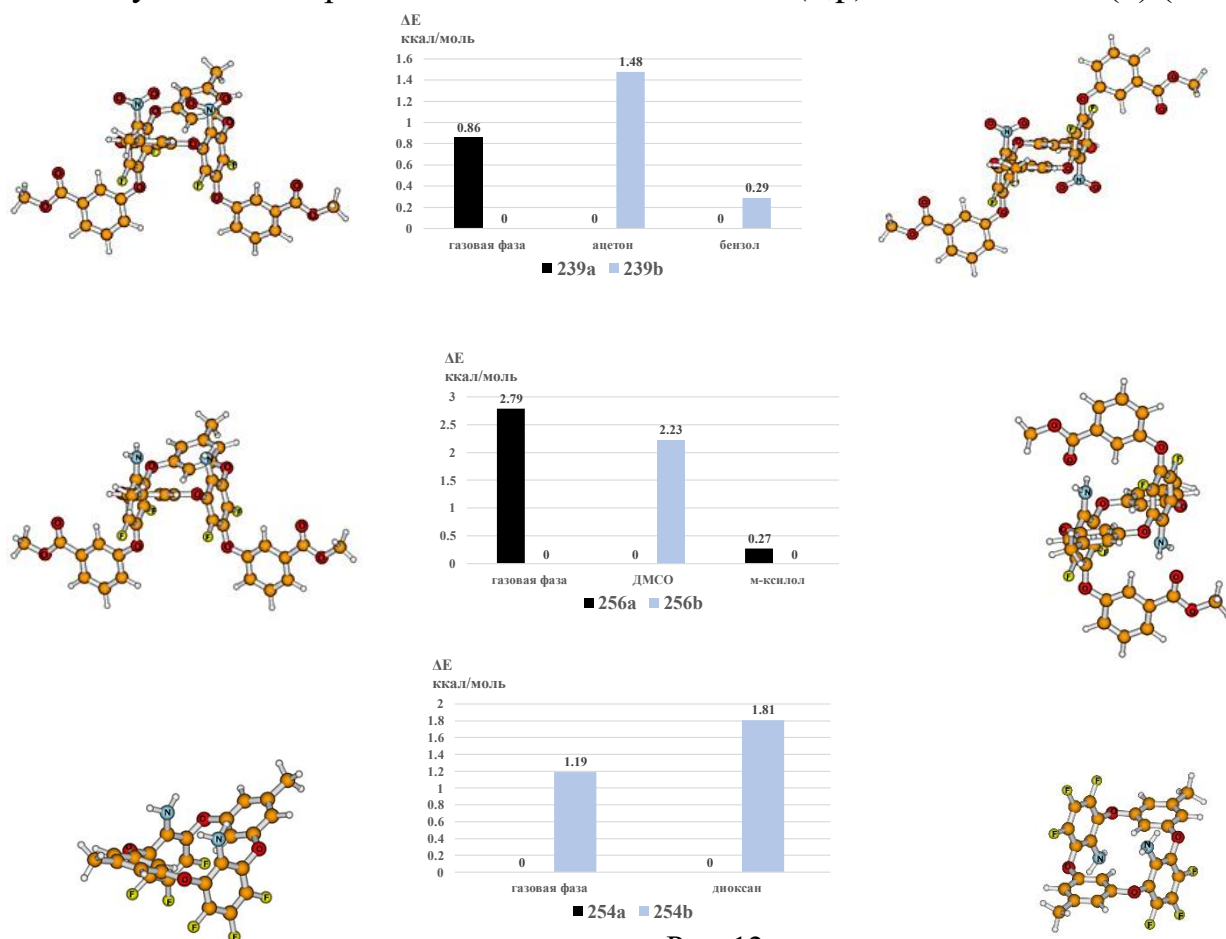 ΔE
ккал/моль
1.6
1.4
1.2
1
0.8
0.6
0.4
0.2
0
0.86
0
0
1.48
0
0.29
газовая фаза
ацетон
бензол
239a
239b
ΔE
ккал/моль
3
2.5
2
1.5
1
0.5
0
2.79
0
0
2.23
0.27
0
газовая фаза
ДМСО
м-ксилол
256a
256b
ΔE
ккал/моль
2
1.8
1.6
1.4
1.2
1
0.8
0.6
0.4
0.2
0
0
1.19
0
1.81
газовая фаза
диоксан
254a
254b